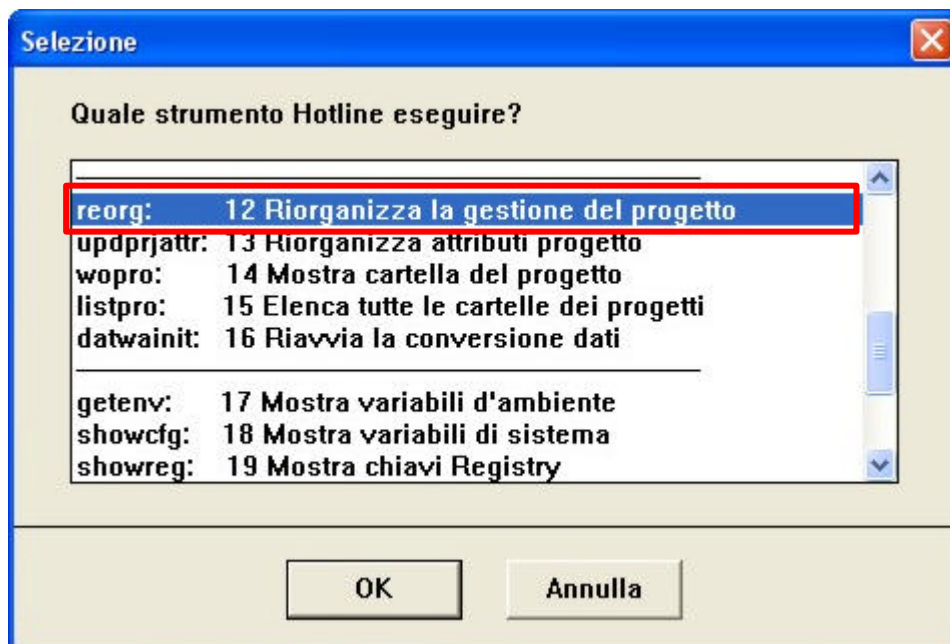 Selezione
Quale strumento Hotline eseguire?
reorg: 12 Riorganizza la gestione del progetto
updprjattr: 13 Riorganizza attributi progetto
wopro: 14 Mostra cartella del progetto
listpro: 15 Elenca tutte le cartelle dei progetti
datwainit: 16 Riavvia la conversione dati
getenv: 17 Mostra variabili d'ambiente
showcfg: 18 Mostra variabili di sistema
showreg: 19 Mostra chiavi Registry
OK Annulla